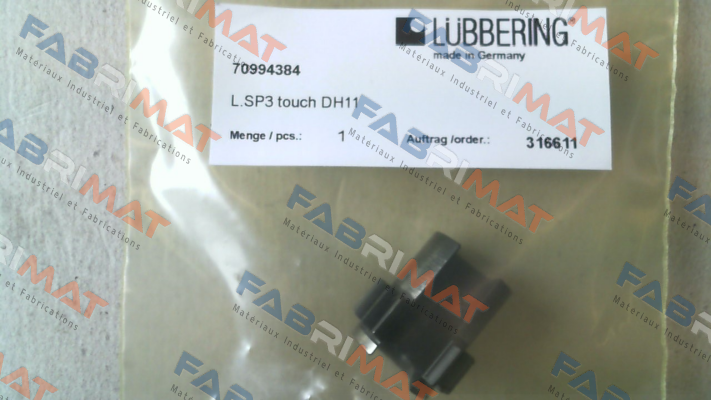 LÜBBERING®
made in Germany
70994384
L.SP3 touch DH11
Menge / pcs.: 1 Auftrag /order.: 316611
FABRIMAT
Materiaux Industriel et Fabrications